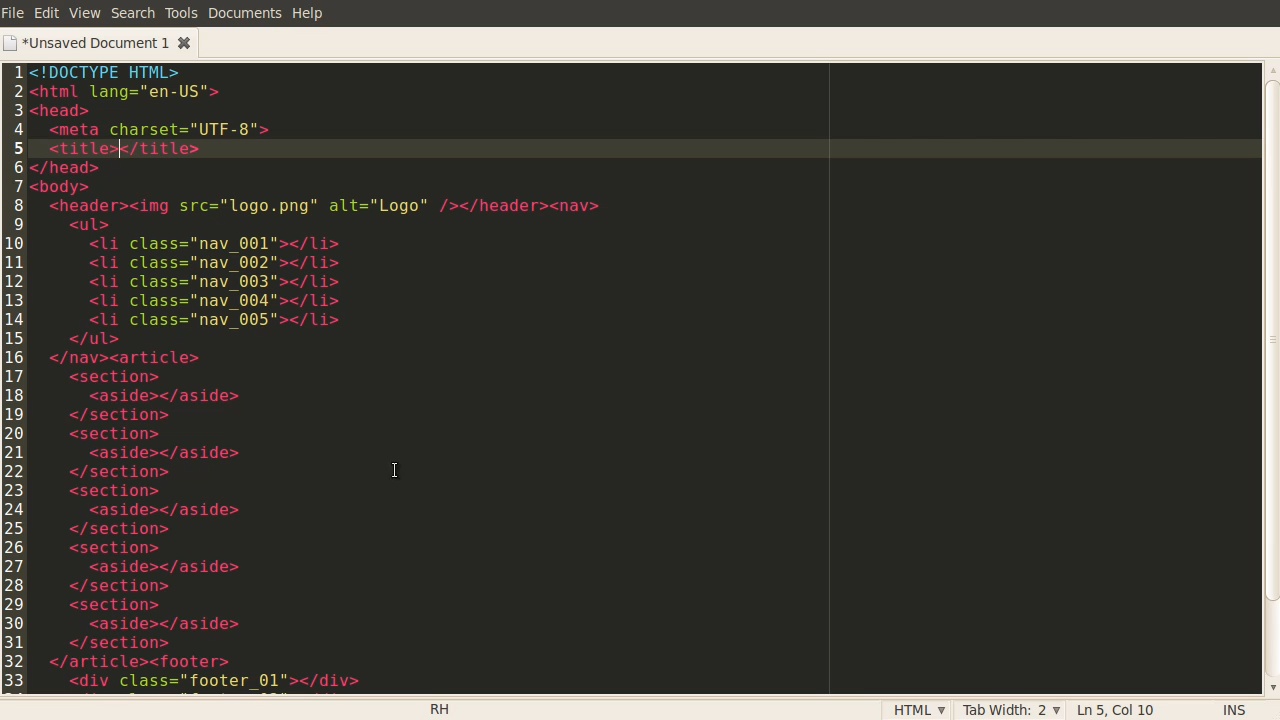 File Edit View Search Tools Documents Help
*Unsaved Document 1
1 <!DOCTYPE HTML>
2 <html lang="en-US">
3 <head>
4   <meta charset="UTF-8">
5   <title></title>
6 </head>
7 <body>
8   <header><img src="logo.png" alt="Logo" /></header><nav>
9     <ul>
10       <li class="nav_001"></li>
11       <li class="nav_002"></li>
12       <li class="nav_003"></li>
13       <li class="nav_004"></li>
14       <li class="nav_005"></li>
15     </ul>
16   </nav><article>
17     <section>
18       <aside></aside>
19     </section>
20     <section>
21       <aside></aside>
22     </section>
23     <section>
24       <aside></aside>
25     </section>
26     <section>
27       <aside></aside>
28     </section>
29     <section>
30       <aside></aside>
31     </section>
32   </article><footer>
33     <div class="footer_01"></div>
RH HTML Tab Width: 2 Ln 5, Col 10 INS